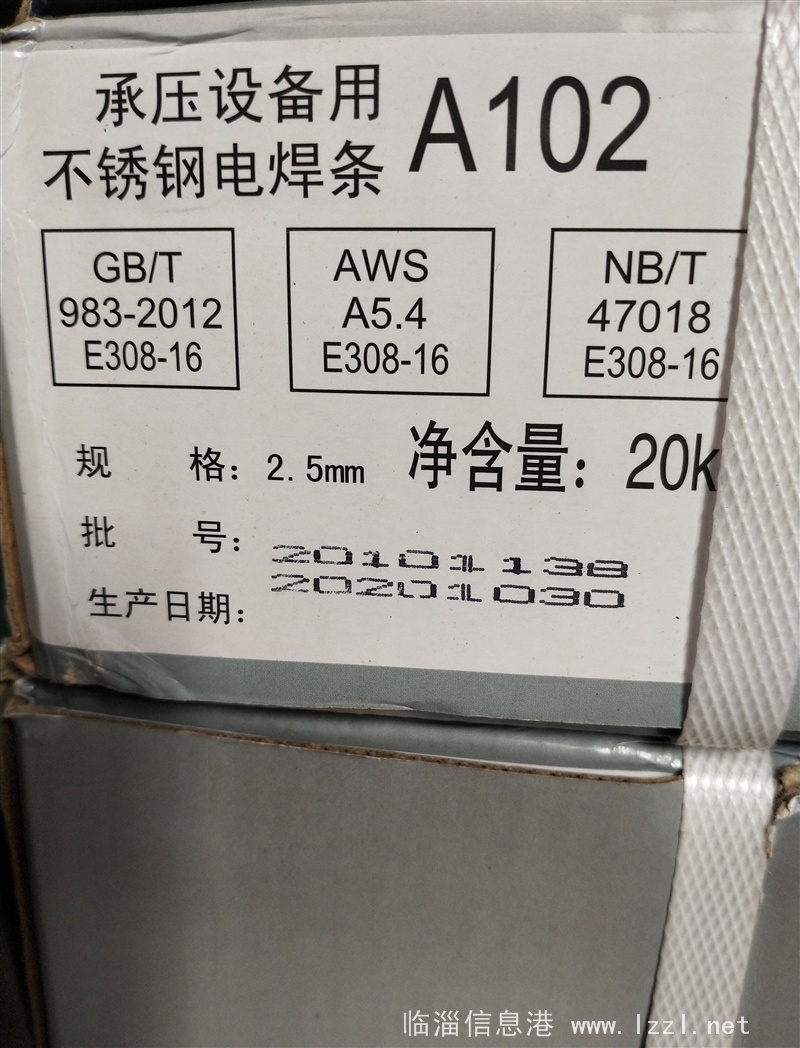 承压设备用
不锈钢电焊条 A102
GB/T
983-2012
E308-16
AWS
A5.4
E308-16
NB/T
47018
E308-16
规 格：2.5mm 净含量：20k
批 号：20101138
生产日期：20201030
临淄信息港 www.lzzl.net